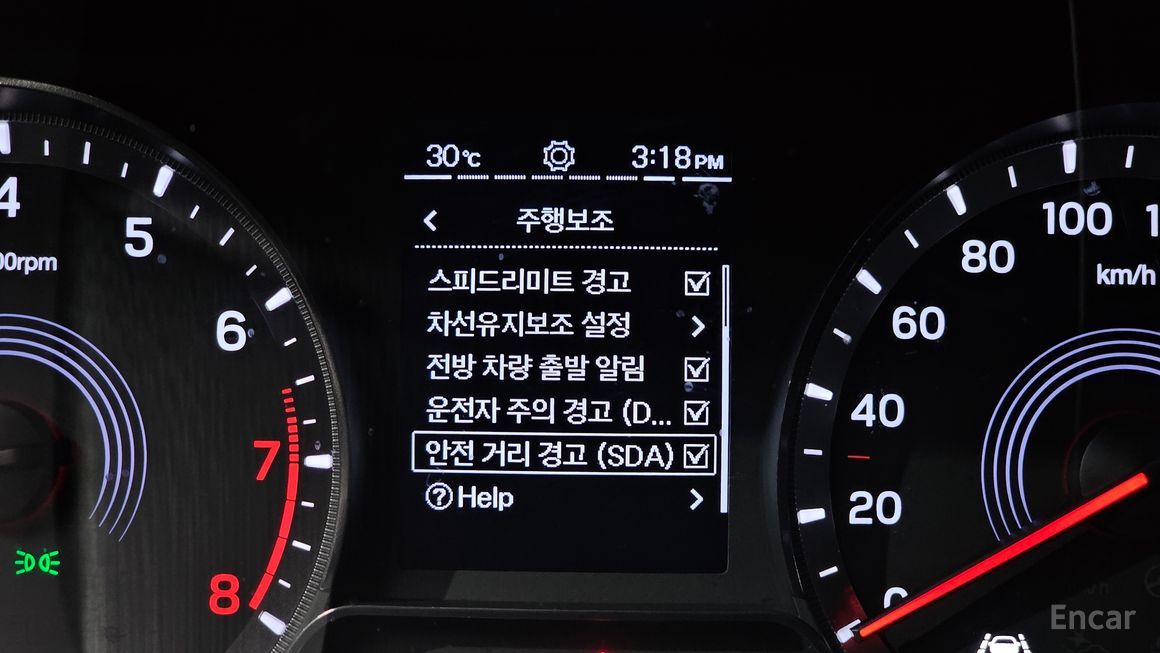 30℃ 3:18 PM
주행보조
스피드리미트 경고
차선유지보조 설정
전방 차량 출발 알림
운전자 주의 경고 (D...
안전 거리 경고 (SDA)
? Help
4
5
6
7
8
00rpm
100
80
60
40
20
0
km/h
Encar